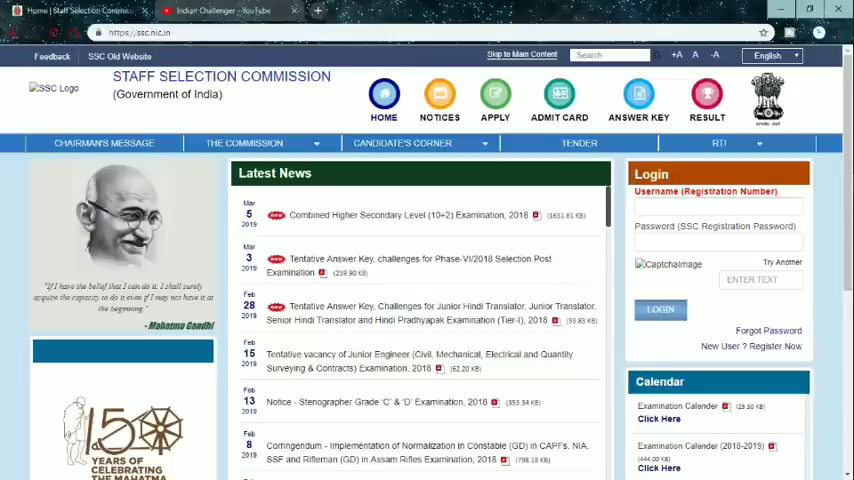 Home | Staff Selection Commiss
Indian Challenger - YouTube
https://ssc.nic.in
Feedback
SSC Old Website
Skip to Main Content
Search
+A A -A
English
SSC Logo
STAFF SELECTION COMMISSION
(Government of India)
HOME
NOTICES
APPLY
ADMIT CARD
ANSWER KEY
RESULT
CHAIRMAN'S MESSAGE
THE COMMISSION
CANDIDATE'S CORNER
TENDER
RTI
"If I have the belief that I can do it, I shall surely
acquire the capacity to do it even if I may not have it at
the beginning."
- Mahatma Gandhi
150
YEARS OF
CELEBRATING
THE MAHATMA
Latest News
Mar
5
2019
new Combined Higher Secondary Level (10+2) Examination, 2018 (1631.81 KB)
Mar
3
2019
new Tentative Answer Key, challenges for Phase-VI/2018 Selection Post
Examination (239.90 KB)
Feb
28
2019
new Tentative Answer Key, Challenges for Junior Hindi Translator, Junior Translator,
Senior Hindi Translator and Hindi Pradhyapak Examination (Tier-I), 2018 (93.83 KB)
Feb
15
2019
Tentative vacancy of Junior Engineer (Civil, Mechanical, Electrical and Quantity
Surveying & Contracts) Examination, 2018 (62.20 KB)
Feb
13
2019
Notice - Stenographer Grade 'C' & 'D' Examination, 2018 (353.34 KB)
Feb
8
2019
Corringendum - Implementation of Normalization in Constable (GD) in CAPFs, NIA,
SSF and Rifleman (GD) in Assam Rifles Examination, 2018 (798.18 KB)
Login
Username (Registration Number)
Password (SSC Registration Password)
CaptchaImage
Try Another
ENTER TEXT
LOGIN
Forgot Password
New User ? Register Now
Calendar
Examination Calender (29.50 KB)
Click Here
Examination Calendar (2018-2019) (444.00 KB)
Click Here